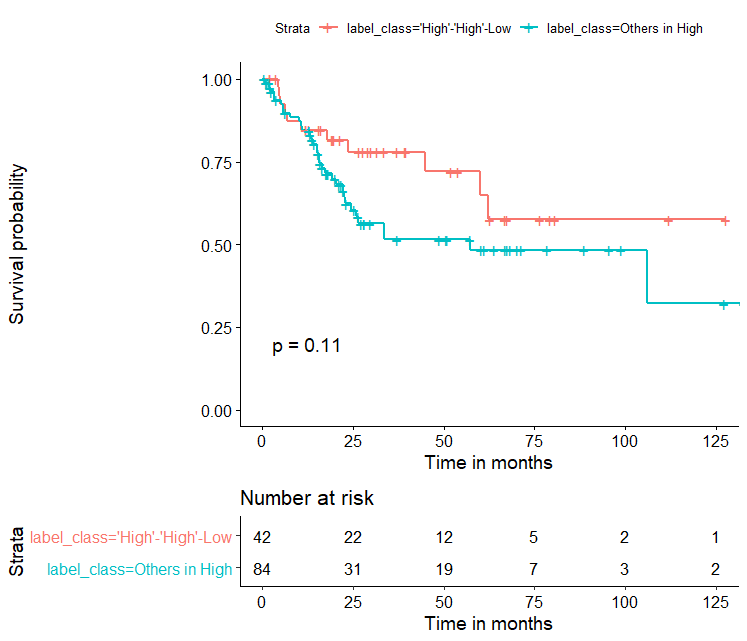 Strata label_class='High'-'High'-Low label_class=Others in High
Survival probability
1.00
0.75
0.50
0.25
0.00
p = 0.11
0 25 50 75 100 125
Time in months
Number at risk
Strata
label_class='High'-'High'-Low 42 22 12 5 2 1
label_class=Others in High 84 31 19 7 3 2
0 25 50 75 100 125
Time in months